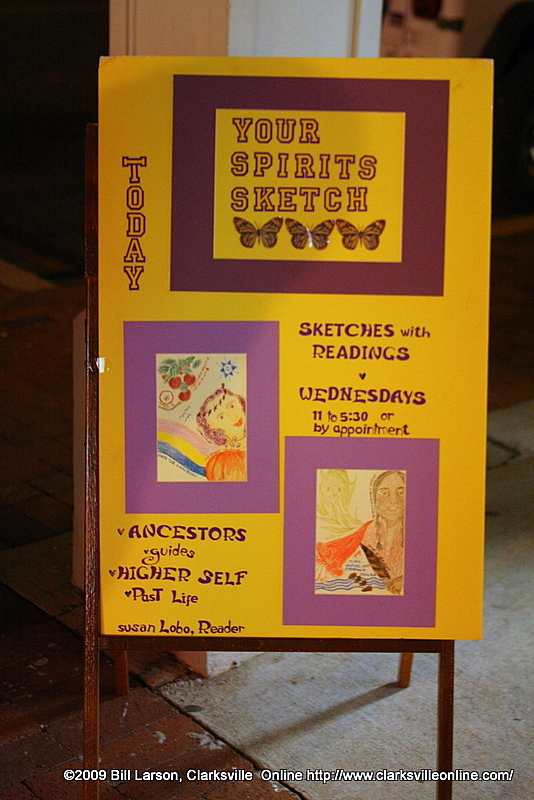 TODAY
YOUR
SPIRITS
SKETCH
SKETCHES with
READINGS
WEDNESDAYS
11 to 5:30 or
by appointment
ANCESTORS
guides
HIGHER SELF
Past Life
susan Lobo, Reader
©2009 Bill Larson, Clarksville Online http://www.clarksvilleonline.com/